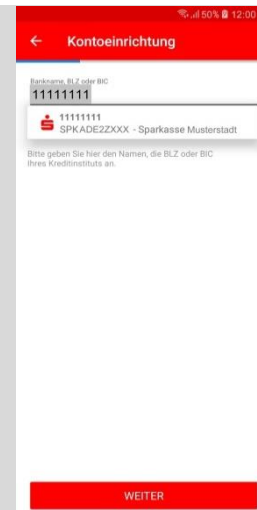 50% 12:00
Kontoeinrichtung
Bankname, BLZ oder BIC
11111111
11111111
SPKADE2ZXXX - Sparkasse Musterstadt
Bitte geben Sie hier den Namen, die BLZ oder BIC
Ihres Kreditinstituts an.
WEITER